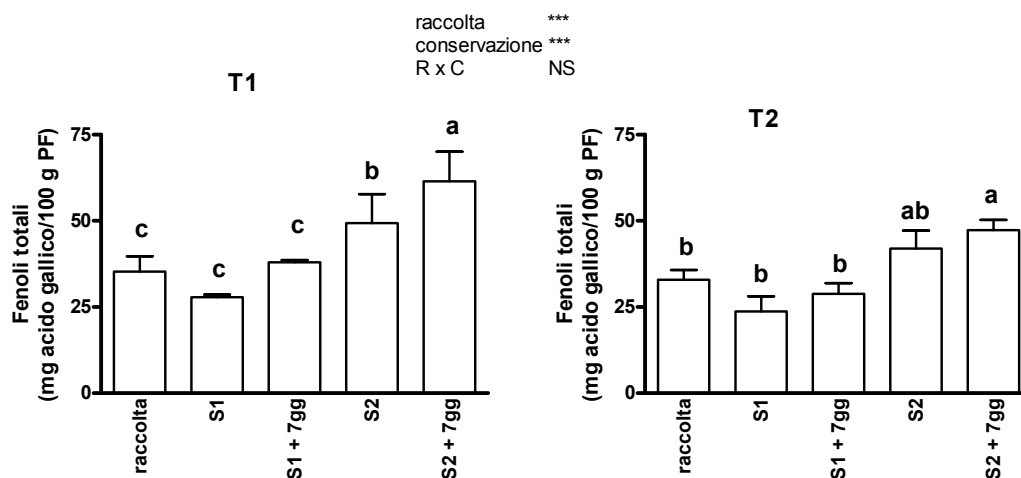 raccolta ***
conservazione ***
R x C NS
T1
Fenoli totali
(mg acido gallico/100 g PF)
75
50
25
0
c
c
c
b
a
raccolta
S1
S1 + 7gg
S2
S2 + 7gg
T2
Fenoli totali
(mg acido gallico/100 g PF)
75
50
25
0
b
b
b
ab
a
raccolta
S1
S1 + 7gg
S2
S2 + 7gg